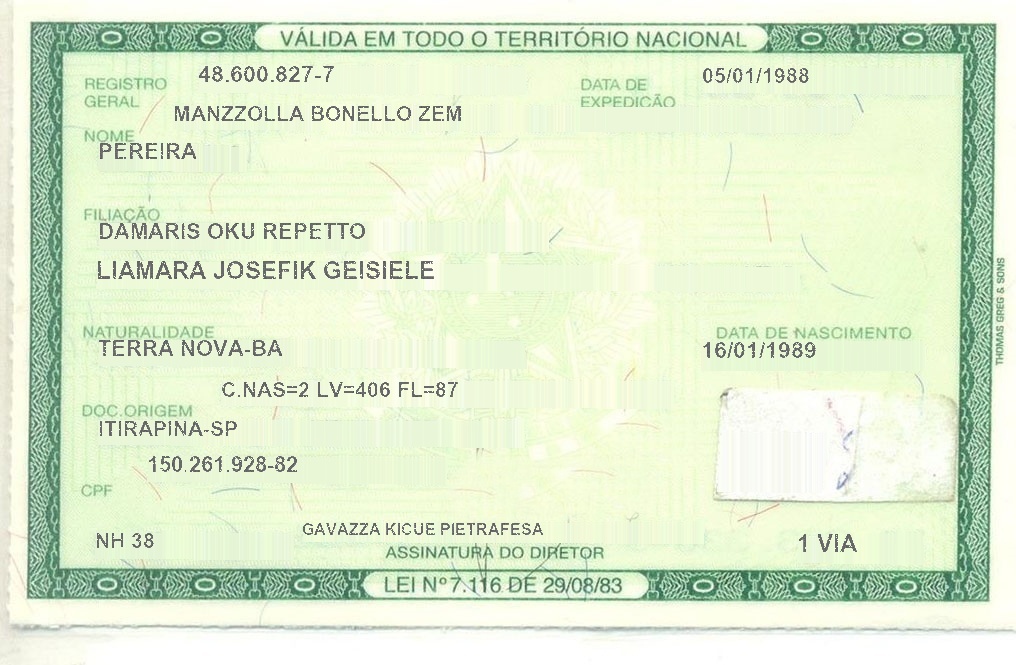 VÁLIDA EM TODO O TERRITÓRIO NACIONAL
REGISTRO GERAL 48.600.827-7 DATA DE EXPEDIÇÃO 05/01/1988
MANZZOLLA BONELLO ZEM
NOME
PEREIRA
FILIAÇÃO
DAMARIS OKU REPETTO
LIAMARA JOSEFIK GEISIELE
NATURALIDADE DATA DE NASCIMENTO
TERRA NOVA-BA 16/01/1989
C.NAS=2 LV=406 FL=87
DOC.ORIGEM
ITIRAPINA-SP
150.261.928-82
CPF
NH 38 GAVAZZA KICUE PIETRAFESA 1 VIA
ASSINATURA DO DIRETOR
LEI Nº 7.116 DE 29/08/83
THOMAS GREG & SONS